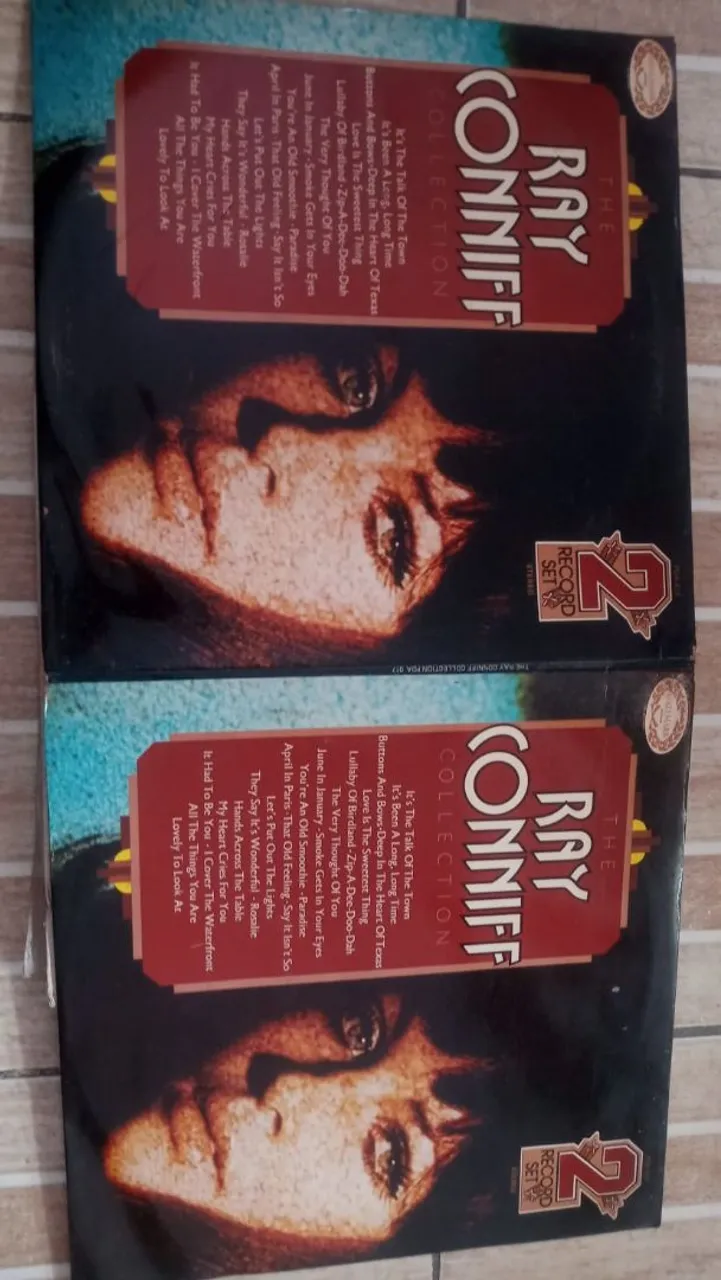 THE
RAY
CONNIFF
COLLECTION
It's The Talk Of The Town
It's Been A Long, Long Time
Buttons And Bows·Deep In The Heart Of Texas
Love Is The Sweetest Thing
Lullaby Of Birdland·Zip-A-Dee-Doo-Dah
The Very Thought Of You
June In January·Smoke Gets In Your Eyes
You're An Old Smoothie·Paradise
April In Paris·That Old Feeling·Say It Isn't So
Let's Put Out The Lights
They Say It's Wonderful·Rosalie
Hands Across The Table
My Heart Cries For You
It Had To Be You·I Cover The Waterfront
All The Things You Are
Lovely To Look At
2
RECORD
SET
STEREO
THE RAY CONNIFF COLLECTION
THE
RAY
CONNIFF
COLLECTION
It's The Talk Of The Town
It's Been A Long, Long Time
Buttons And Bows·Deep In The Heart Of Texas
Love Is The Sweetest Thing
Lullaby Of Birdland·Zip-A-Dee-Doo-Dah
The Very Thought Of You
June In January·Smoke Gets In Your Eyes
You're An Old Smoothie·Paradise
April In Paris·That Old Feeling·Say It Isn't So
Let's Put Out The Lights
They Say It's Wonderful·Rosalie
Hands Across The Table
My Heart Cries For You
It Had To Be You·I Cover The Waterfront
All The Things You Are
Lovely To Look At
2
RECORD
SET